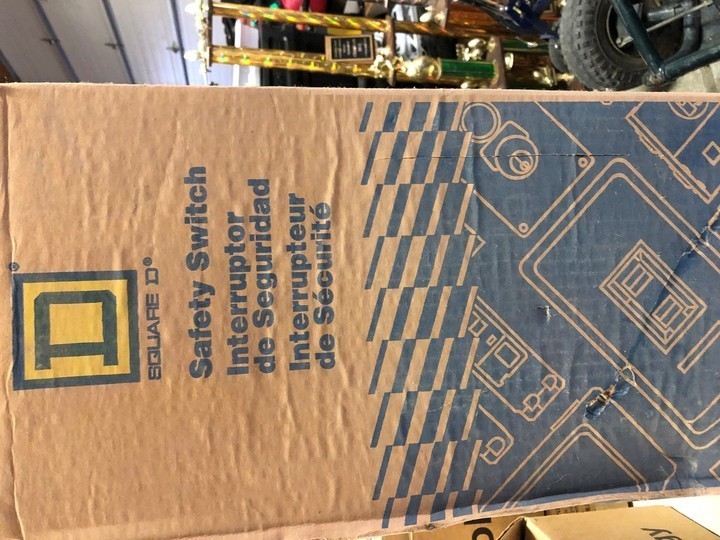 D
SQUARE D®
Safety Switch
Interruptor
de Seguridad
Interrupteur
de Sécurité